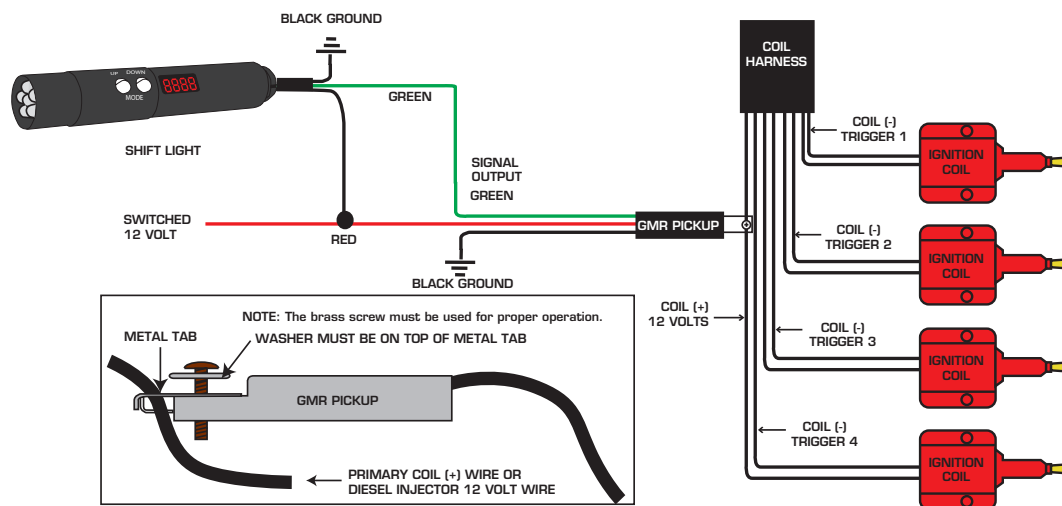 BLACK GROUND
UP DOWN
8888
MODE
GREEN
SHIFT LIGHT
SIGNAL
OUTPUT
GREEN
SWITCHED
12 VOLT
RED
GMR PICKUP
BLACK GROUND
COIL
HARNESS
COIL (-)
TRIGGER 1
IGNITION
COIL
COIL (-)
TRIGGER 2
IGNITION
COIL
COIL (+)
12 VOLTS
COIL (-)
TRIGGER 3
IGNITION
COIL
COIL (-)
TRIGGER 4
IGNITION
COIL
NOTE: The brass screw must be used for proper operation.
METAL TAB
WASHER MUST BE ON TOP OF METAL TAB
GMR PICKUP
PRIMARY COIL (+) WIRE OR
DIESEL INJECTOR 12 VOLT WIRE